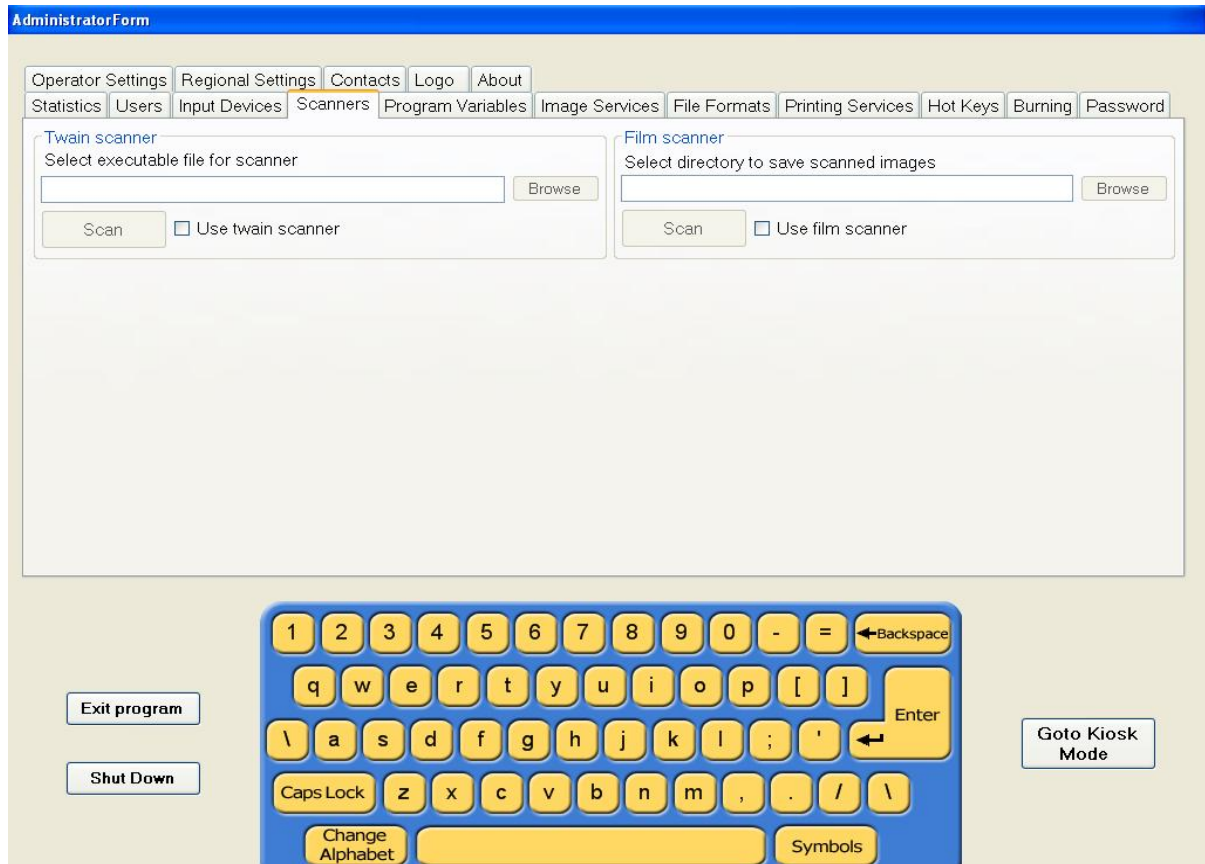 AdministratorForm
Operator Settings Regional Settings Contacts Logo About
Statistics Users Input Devices Scanners Program Variables Image Services File Formats Printing Services Hot Keys Burning Password
Twain scanner
Select executable file for scanner
Browse
Scan Use twain scanner
Film scanner
Select directory to save scanned images
Browse
Scan Use film scanner
1 2 3 4 5 6 7 8 9 0 - = Backspace
q w e r t y u i o p [ ]
Enter
\ a s d f g h j k l ; '
Caps Lock z x c v b n m , . / \
Change
Alphabet
Symbols
Exit program
Shut Down
Goto Kiosk
Mode